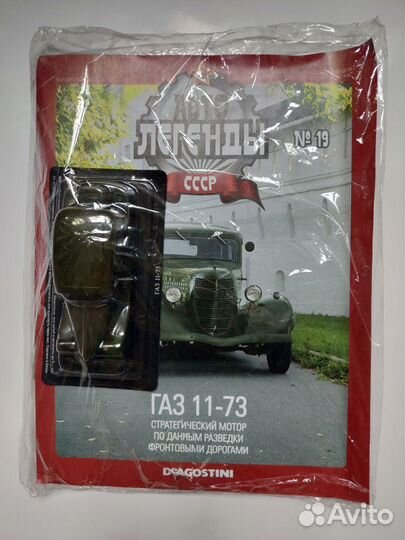 АВТО
ЛЕГЕНДЫ
СССР
№ 19
ГАЗ 11-73
ГАЗ 11-73
СТРАТЕГИЧЕСКИЙ МОТОР
ПО ДАННЫМ РАЗВЕДКИ
ФРОНТОВЫМИ ДОРОГАМИ
DeAGOSTINI
Avito